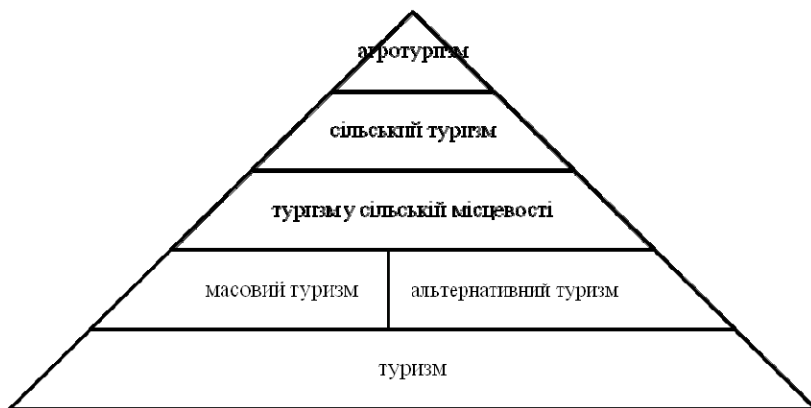 агротуризм
сільський туризм
туризм у сільській місцевості
масовий туризм
альтернативний туризм
туризм